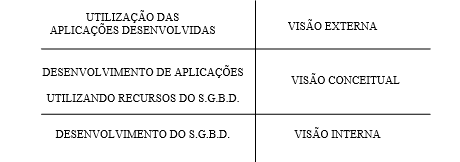 UTILIZAÇÃO DAS
APLICAÇÕES DESENVOLVIDAS
VISÃO EXTERNA
DESENVOLVIMENTO DE APLICAÇÕES
UTILIZANDO RECURSOS DO S.G.B.D.
VISÃO CONCEITUAL
DESENVOLVIMENTO DO S.G.B.D.
VISÃO INTERNA